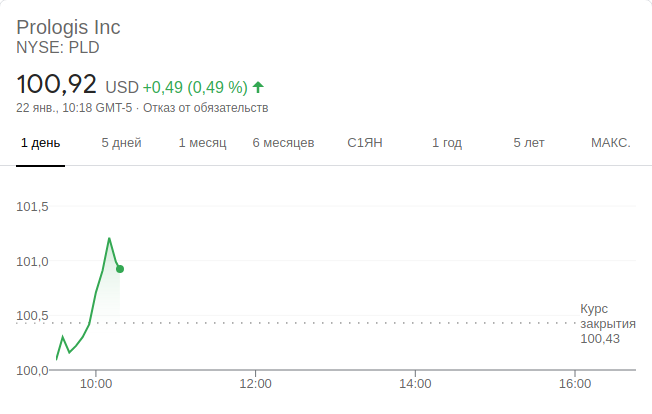 Prologis Inc
NYSE: PLD
100,92 USD +0,49 (0,49 %)
22 янв., 10:18 GMT-5 · Отказ от обязательств
1 день 5 дней 1 месяц 6 месяцев С1ЯН 1 год 5 лет МАКС.
101,5
101,0
100,5
100,0
Курс
закрытия
100,43
10:00 12:00 14:00 16:00